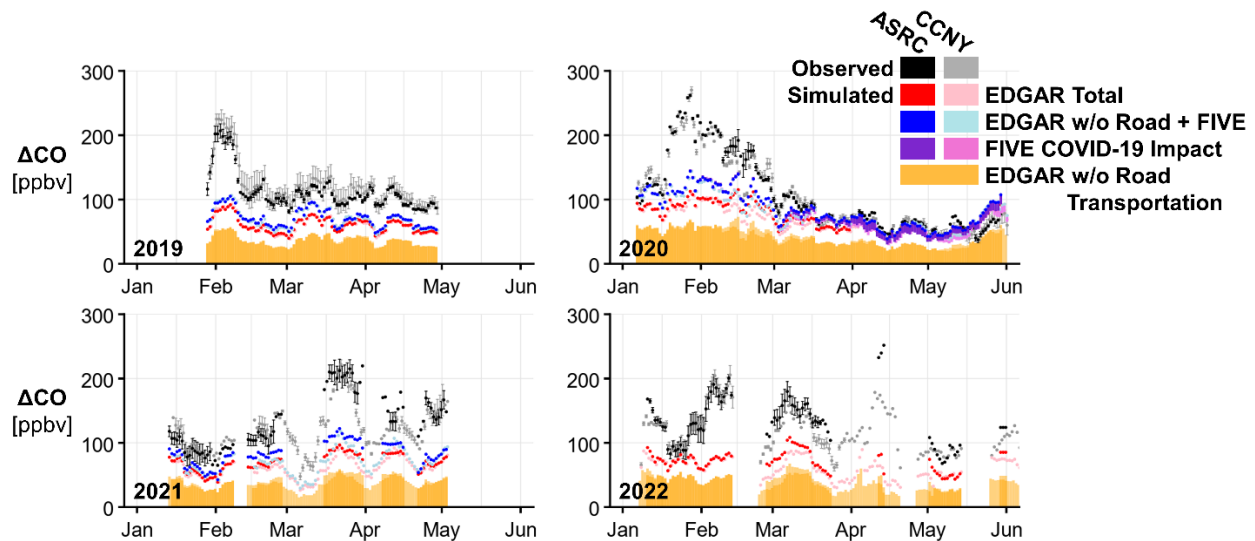 ASRC CCNY
Observed
Simulated EDGAR Total
EDGAR w/o Road + FIVE
FIVE COVID-19 Impact
EDGAR w/o Road
Transportation
ΔCO
[ppbv]
300
200
100
0
2019
Jan Feb Mar Apr May Jun
300
200
100
0
2020
Jan Feb Mar Apr May Jun
ΔCO
[ppbv]
300
200
100
0
2021
Jan Feb Mar Apr May Jun
300
200
100
0
2022
Jan Feb Mar Apr May Jun